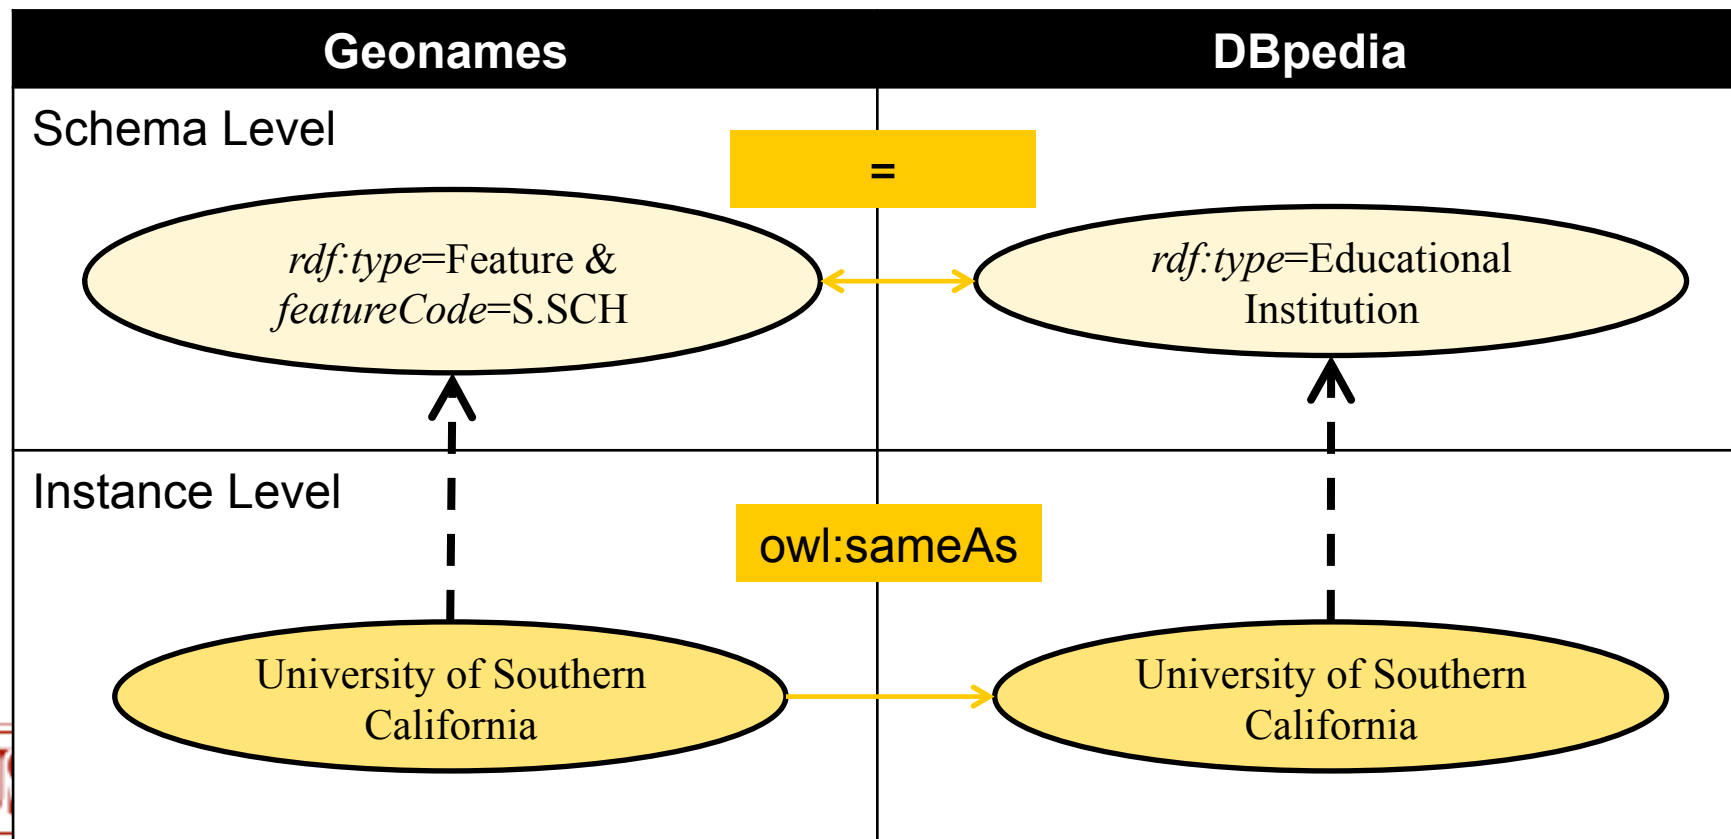 Geonames
DBpedia
Schema Level
=
rdf:type=Feature &
featureCode=S.SCH
rdf:type=Educational
Institution
Instance Level
owl:sameAs
University of Southern
California
University of Southern
California